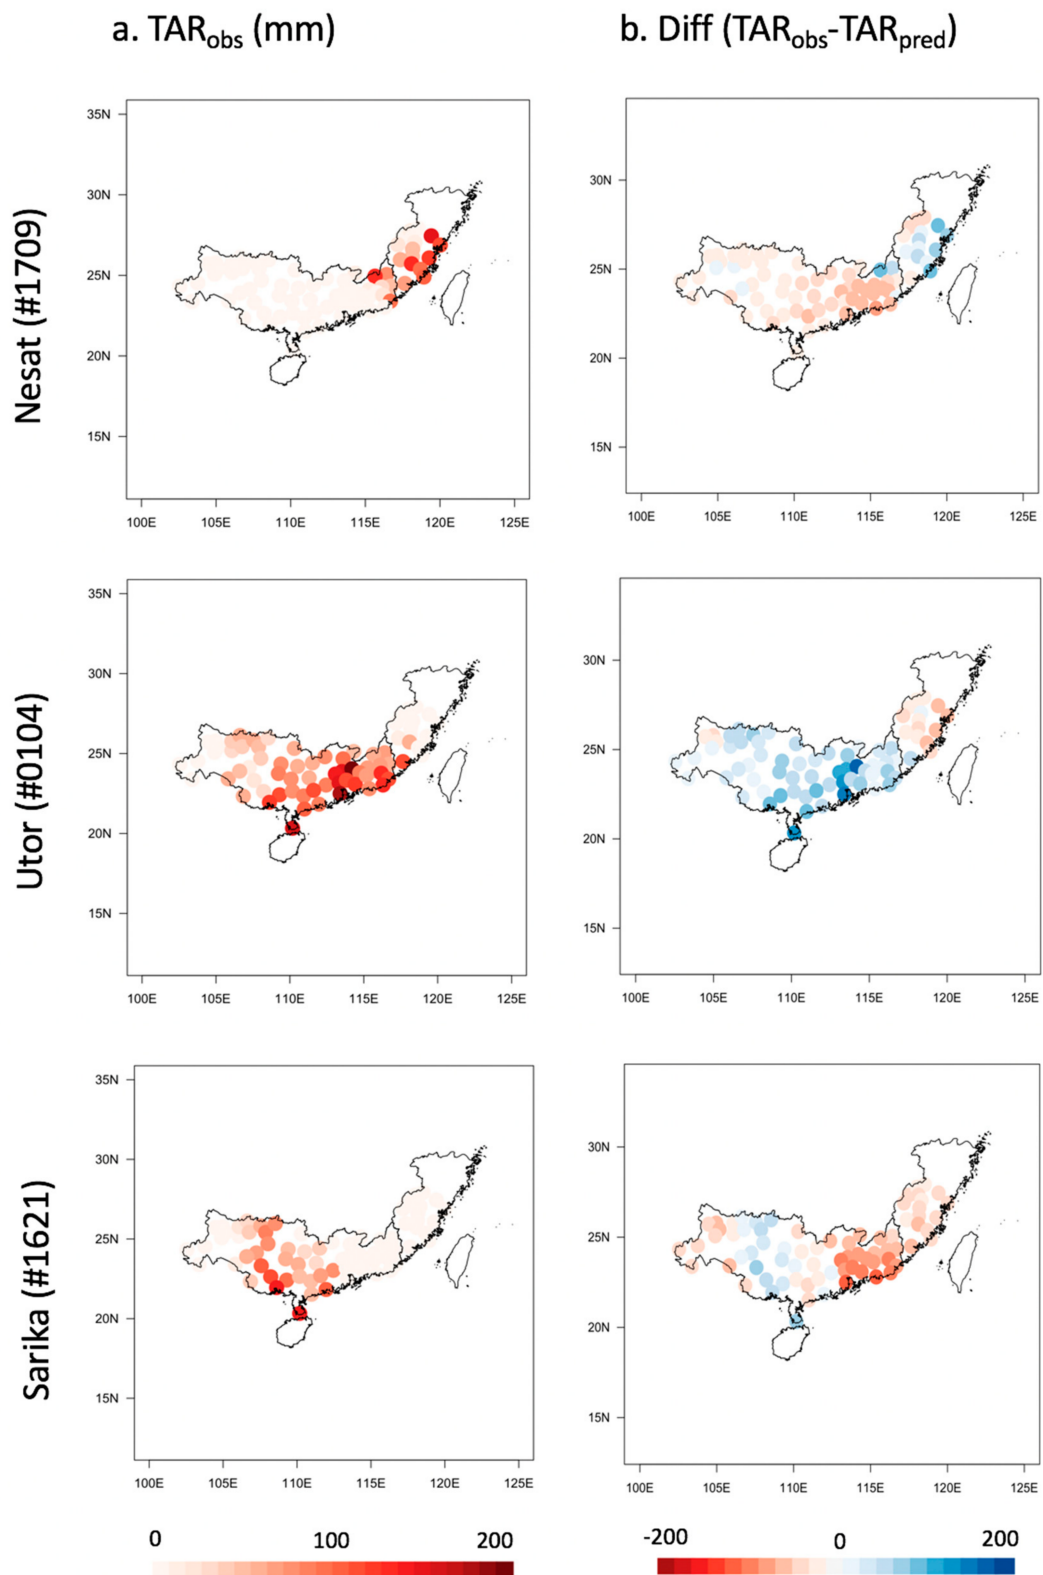 a. TARobs (mm)
b. Diff (TARobs-TARpred)
Nesat (#1709)
35N
30N
25N
20N
15N
100E 105E 110E 115E 120E 125E
30N
25N
20N
15N
100E 105E 110E 115E 120E 125E
Utor (#0104)
35N
30N
25N
20N
15N
100E 105E 110E 115E 120E 125E
30N
25N
20N
15N
100E 105E 110E 115E 120E 125E
Sarika (#1621)
35N
30N
25N
20N
15N
100E 105E 110E 115E 120E 125E
30N
25N
20N
15N
100E 105E 110E 115E 120E 125E
0 100 200
-200 0 200